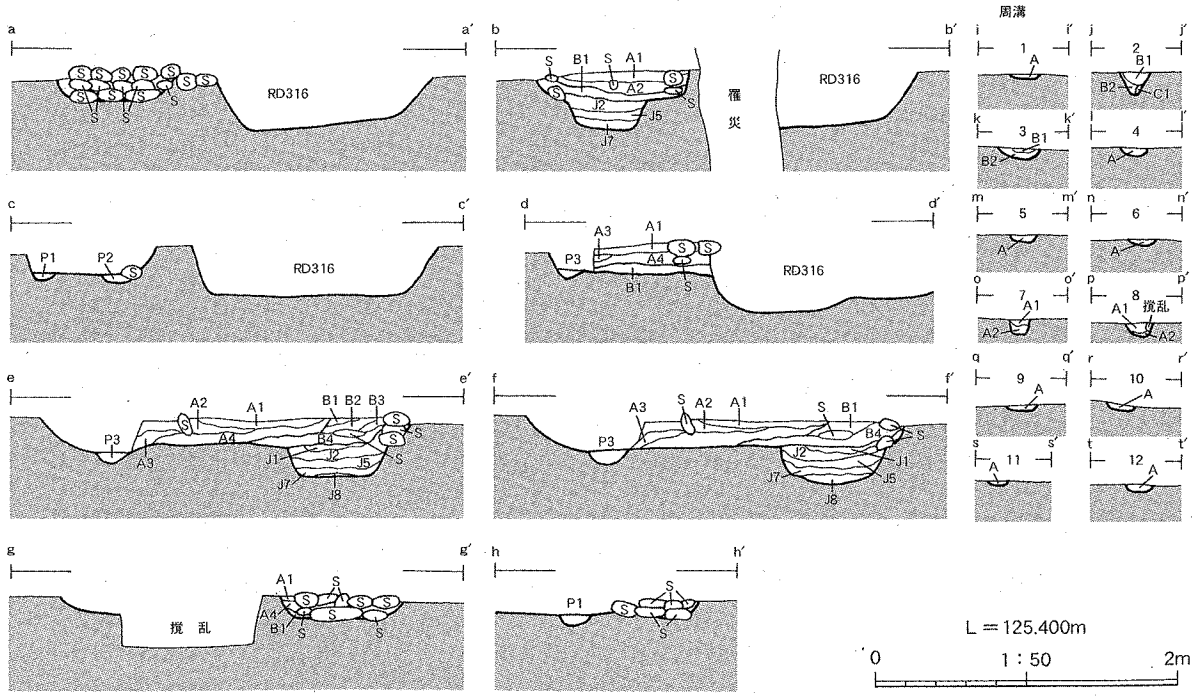 a a′
S S S S S S S
S S
S
RD316
b b′
S B1 S A1
A2 S
S
J2
J5
J7
罹災
RD316
c c′
P1 P2 S
RD316
d d′
A3 A1
S S
P3 A4 S
B1
RD316
e e′
A2 A1 B1 B2 B3
S S
S
P3 A3 A4 B4
J1 J2 J5 S
J7 J8
f f′
A3 S A2 A1 S B1
B4 S
P3
J2 J1
S
J7 J5
J8
g g′
A1 S
S
A4
B1 S S
S
攪乱
h h′
P1 S
S
S
周溝
i i′
1
A
j j′
2
B1
B2 C1
k k′
3
B1
B2
l l′
4
A
m m′
5
A
n n′
6
A
o o′
7
A1
A2
p p′
8
A1 攪乱
A2
q q′
9
A
r r′
10
A
s s′
11
A
t t′
12
A
L=125.400m
0 1:50 2m